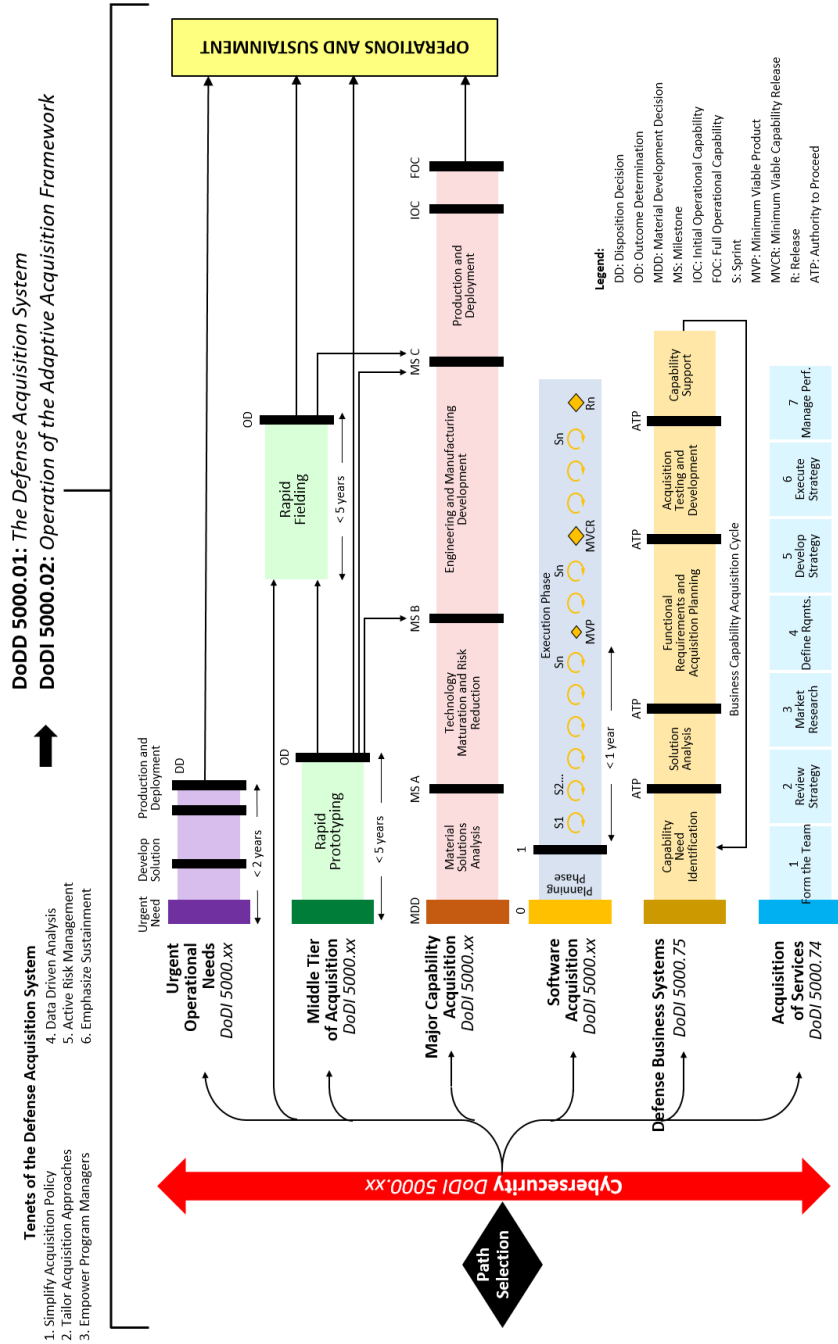 Tenets of the Defense Acquisition System
1. Simplify Acquisition Policy
2. Tailor Acquisition Approaches
3. Empower Program Managers
4. Data Driven Analysis
5. Active Risk Management
6. Emphasize Sustainment
DoDD 5000.01: The Defense Acquisition System
DoDI 5000.02: Operation of the Adaptive Acquisition Framework
Path
Selection
Cybersecurity DoDI 5000.xx
Urgent
Operational
Needs
DoDI 5000.xx
Urgent
Need
Develop
Solution
Production and
Deployment
DD
< 2 years
Middle Tier
of Acquisition
DoDI 5000.xx
Rapid
Prototyping
OD
< 5 years
Rapid
Fielding
OD
< 5 years
OPERATIONS AND SUSTAINMENT
Major Capability
Acquisition
DoDI 5000.xx
MDD
Material
Solutions
Analysis
MS A
Technology
Maturation and Risk
Reduction
MS B
Engineering and Manufacturing
Development
MS C
Production and
Deployment
IOC
FOC
Software
Acquisition
DoDI 5000.xx
0
Planning
Phase
1
Execution Phase
S1
S2...
Sn
MVP
Sn
MVCR
Sn
Rn
< 1 year
Defense Business Systems
DoDI 5000.75
Capability
Need
Identification
ATP
Solution
Analysis
ATP
Functional
Requirements and
Acquisition Planning
ATP
Acquisition
Testing and
Development
ATP
Capability
Support
Business Capability Acquisition Cycle
Acquisition
of Services
DoDI 5000.74
1
Form the Team
2
Review
Strategy
3
Market
Research
4
Define Rqmts.
5
Develop
Strategy
6
Execute
Strategy
7
Manage Perf.
Legend:
DD: Disposition Decision
OD: Outcome Determination
MDD: Material Development Decision
MS: Milestone
IOC: Initial Operational Capability
FOC: Full Operational Capability
S: Sprint
MVP: Minimum Viable Product
MVCR: Minimum Viable Capability Release
R: Release
ATP: Authority to Proceed